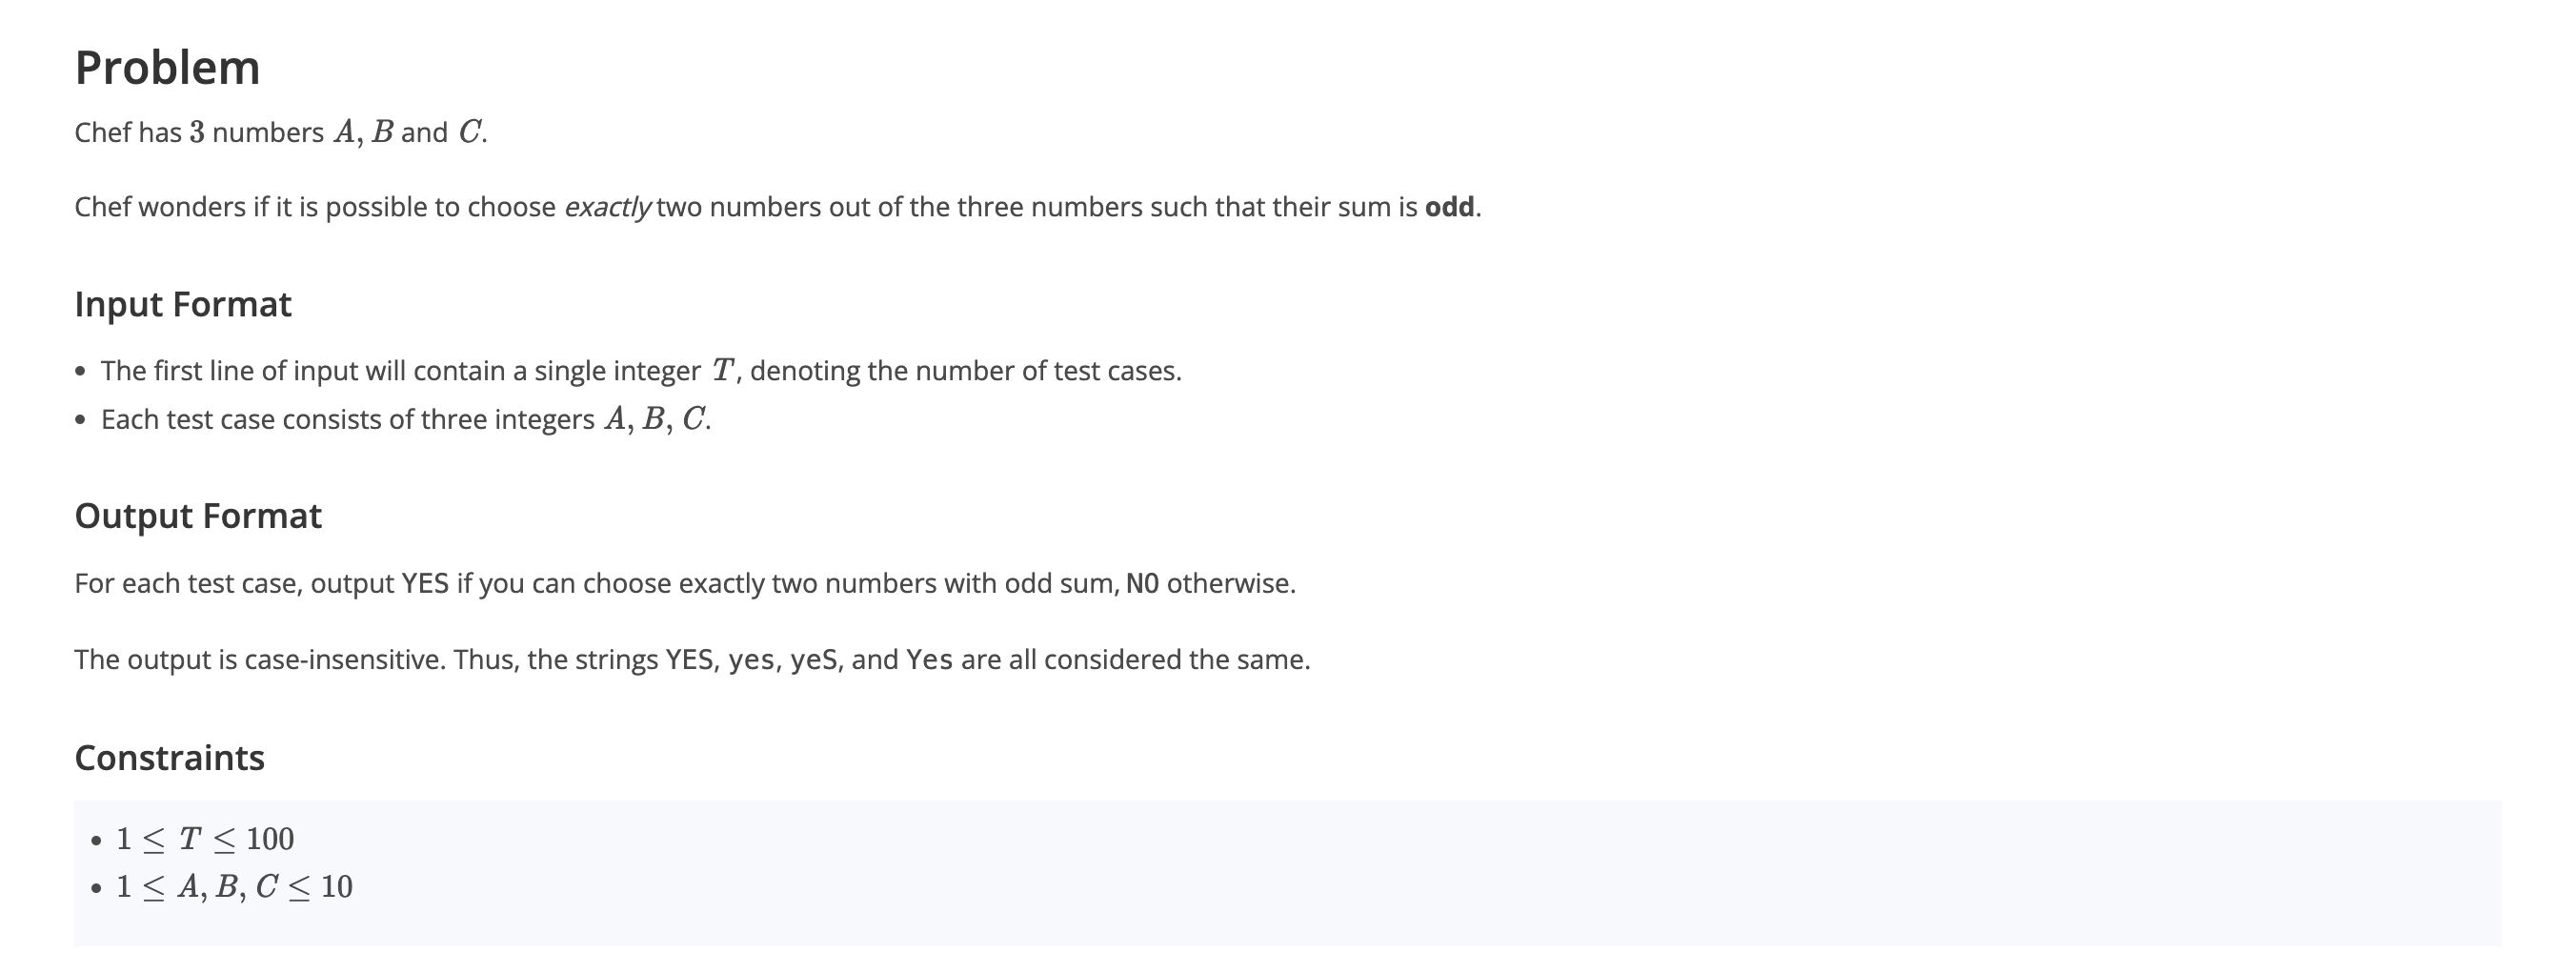 Problem
Chef has 3 numbers A, B and C.
Chef wonders if it is possible to choose exactly two numbers out of the three numbers such that their sum is odd.
Input Format
• The first line of input will contain a single integer T, denoting the number of test cases.
• Each test case consists of three integers A, B, C.
Output Format
For each test case, output YES if you can choose exactly two numbers with odd sum, NO otherwise.
The output is case-insensitive. Thus, the strings YES, yes, yeS, and Yes are all considered the same.
Constraints
• 1 ≤ T ≤ 100
• 1 ≤ A, B, C ≤ 10